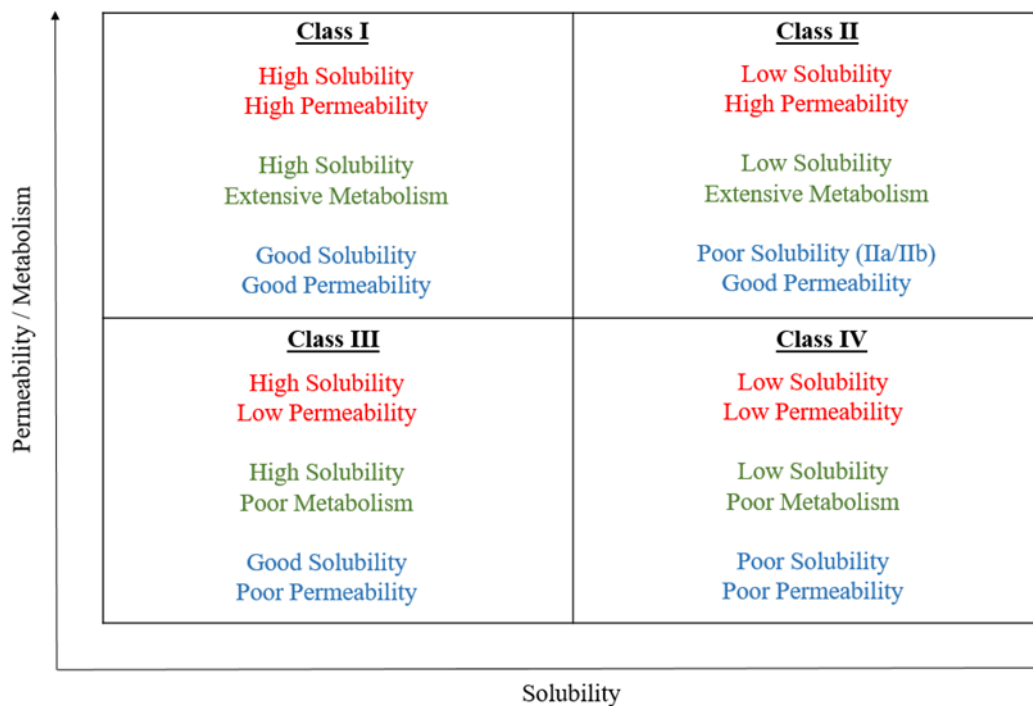 Permeability / Metabolism
Class I
High Solubility
High Permeability
High Solubility
Extensive Metabolism
Good Solubility
Good Permeability
Class II
Low Solubility
High Permeability
Low Solubility
Extensive Metabolism
Poor Solubility (IIa/IIb)
Good Permeability
Class III
High Solubility
Low Permeability
High Solubility
Poor Metabolism
Good Solubility
Poor Permeability
Class IV
Low Solubility
Low Permeability
Low Solubility
Poor Metabolism
Poor Solubility
Poor Permeability
Solubility